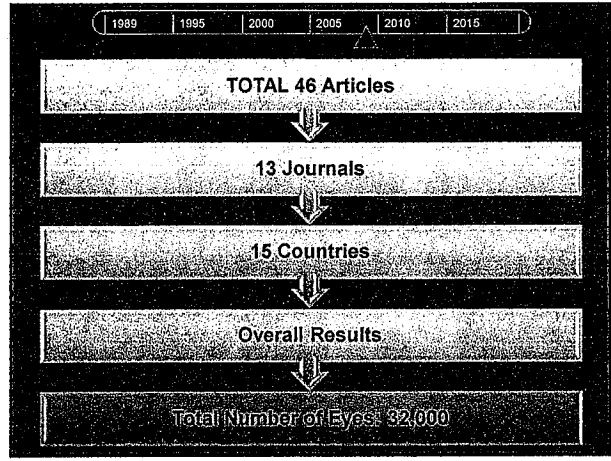 1989 1995 2000 2005 2010 2015
TOTAL 46 Articles
13 Journals
15 Countries
Overall Results
Total Number of Eyes: 32,000